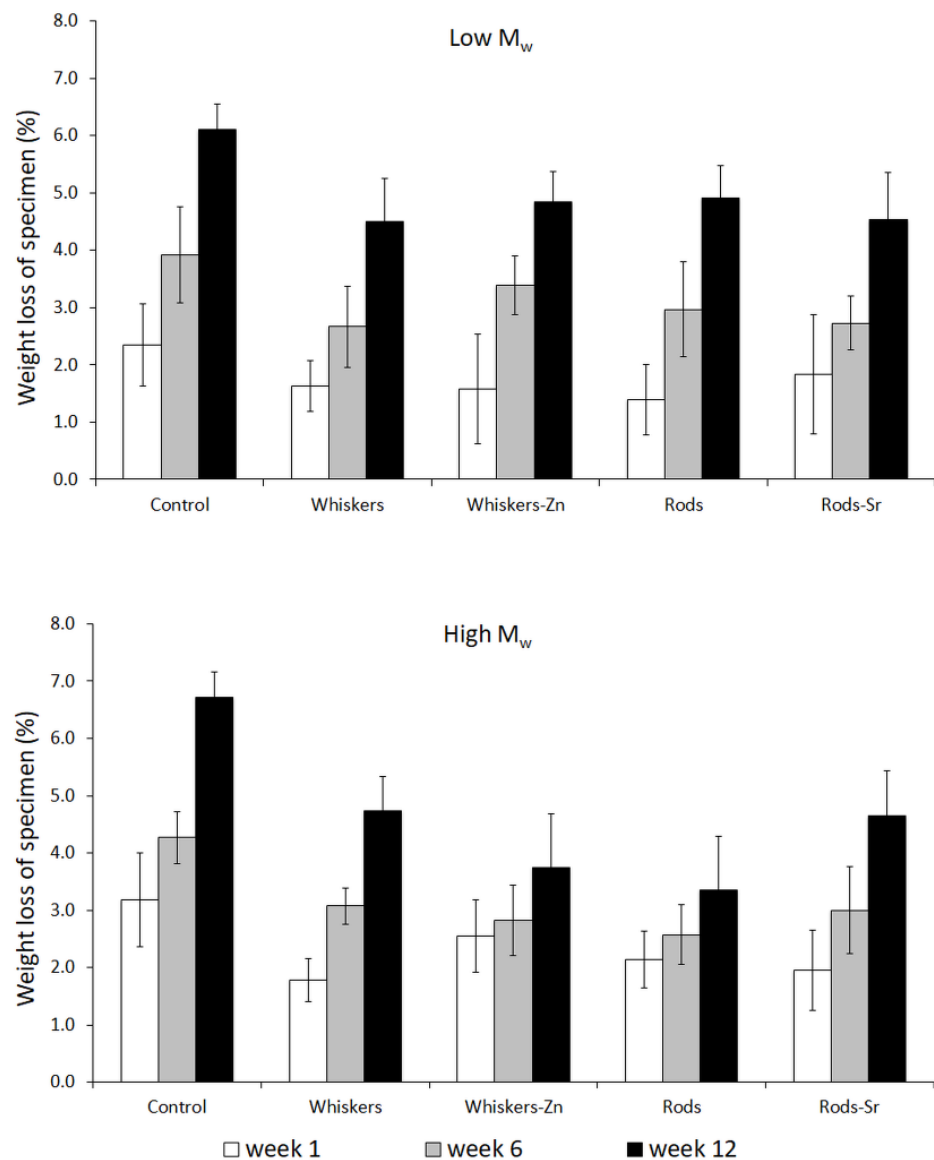 Low Mw
Weight loss of specimen (%)
8.0
7.0
6.0
5.0
4.0
3.0
2.0
1.0
0.0
Control Whiskers Whiskers-Zn Rods Rods-Sr
High Mw
Weight loss of specimen (%)
8.0
7.0
6.0
5.0
4.0
3.0
2.0
1.0
0.0
Control Whiskers Whiskers-Zn Rods Rods-Sr
week 1 week 6 week 12